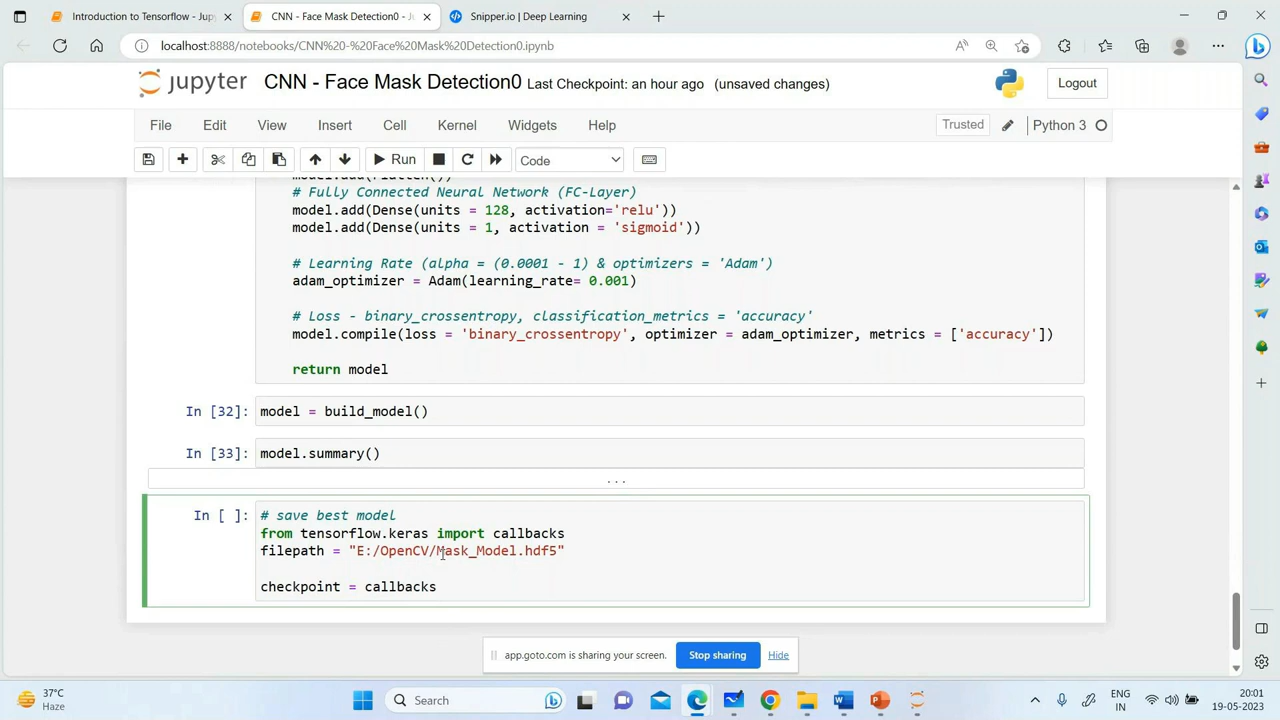 Introduction to Tensorflow - Jup
CNN - Face Mask Detection0 - J
Snipper.io | Deep Learning
localhost:8888/notebooks/CNN%20-%20Face%20Mask%20Detection0.ipynb
jupyter CNN - Face Mask Detection0 Last Checkpoint: an hour ago (unsaved changes)
Logout
File Edit View Insert Cell Kernel Widgets Help
Trusted
Python 3
Run
Code
model.add(Flatten())
# Fully Connected Neural Network (FC-Layer)
model.add(Dense(units = 128, activation='relu'))
model.add(Dense(units = 1, activation = 'sigmoid'))
# Learning Rate (alpha = (0.0001 - 1) & optimizers = 'Adam')
adam_optimizer = Adam(learning_rate= 0.001)
# Loss - binary_crossentropy, classification_metrics = 'accuracy'
model.compile(loss = 'binary_crossentropy', optimizer = adam_optimizer, metrics = ['accuracy'])
return model
In [32]: model = build_model()
In [33]: model.summary()
...
In [ ]: # save best model
from tensorflow.keras import callbacks
filepath = "E:/OpenCV/Mask_Model.hdf5"
checkpoint = callbacks
app.goto.com is sharing your screen.
Stop sharing
Hide
37°C
Haze
Search
ENG
IN
20:01
19-05-2023